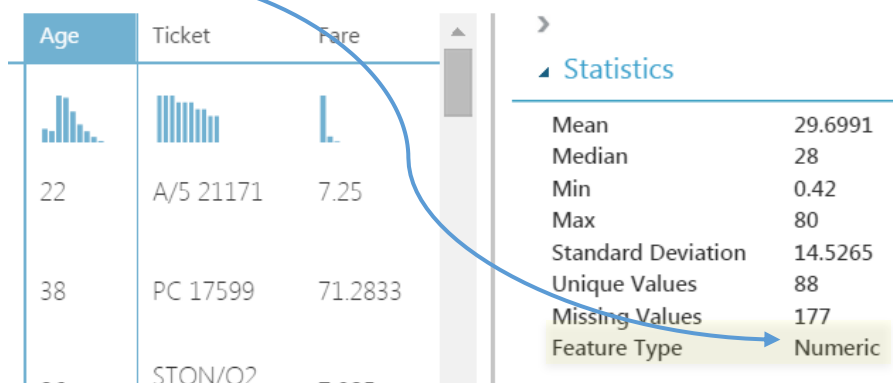 Age Ticket Fare
22 A/5 21171 7.25
38 PC 17599 71.2833
STON/O2
Statistics
Mean 29.6991
Median 28
Min 0.42
Max 80
Standard Deviation 14.5265
Unique Values 88
Missing Values 177
Feature Type Numeric